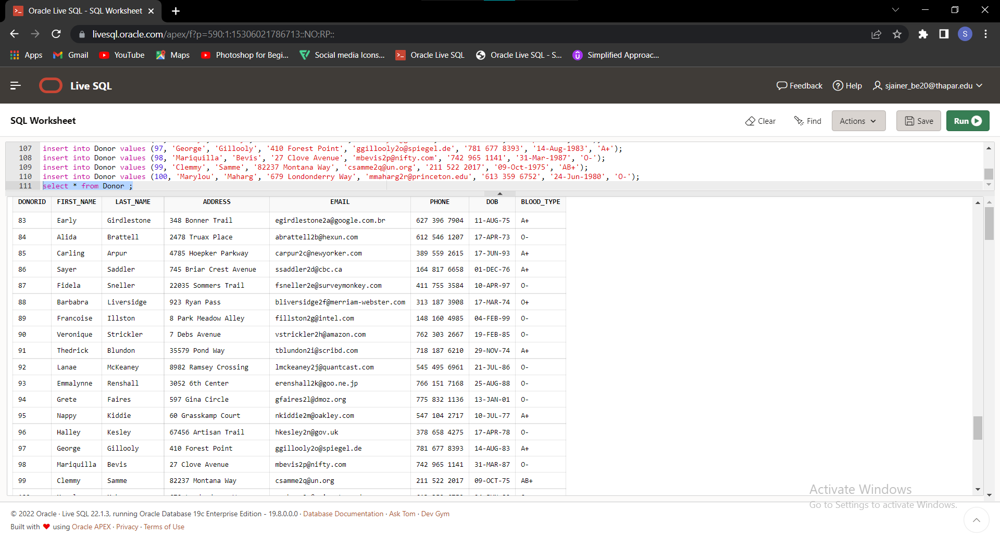 Oracle Live SQL - SQL Worksheet
livesql.oracle.com/apex/f?p=590:1:15306021786713::NO:RP::
S
Apps Gmail YouTube Maps Photoshop for Begi... Social media Icons... Oracle Live SQL Oracle Live SQL - S... Simplified Approac...
Live SQL Feedback Help sjainer_be20@thapar.edu
SQL Worksheet Clear Find Actions Save Run
107 insert into Donor values (97, 'George', 'Gillooly', '410 Forest Point', 'ggillooly2o@spiegel.de', '781 677 8393', '14-Aug-1983', 'A+');
108 insert into Donor values (98, 'Mariquilla', 'Bevis', '27 Clove Avenue', 'mbevis2p@nifty.com', '742 965 1141', '31-Mar-1987', 'O-');
109 insert into Donor values (99, 'Clemmy', 'Samme', '82237 Montana Way', 'csamme2q@un.org', '211 522 2017', '09-Oct-1975', 'AB+');
110 insert into Donor values (100, 'Marylou', 'Maharg', '679 Londonderry Way', 'mmaharg2r@princeton.edu', '613 359 6752', '24-Jun-1980', 'O-');
111 select * from Donor ;
DONORID FIRST_NAME LAST_NAME ADDRESS EMAIL PHONE DOB BLOOD_TYPE
83 Early Girdlestone 348 Bonner Trail egirdlestone2a@google.com.br 627 396 7904 11-AUG-75 A+
84 Alida Brattell 2478 Truax Place abrattell2b@hexun.com 612 546 1207 17-APR-73 O-
85 Carling Arpur 4785 Hoepker Parkway carpur2c@newyorker.com 389 559 2615 17-JUN-93 A+
86 Sayer Saddler 745 Briar Crest Avenue ssaddler2d@cbc.ca 164 817 6658 01-DEC-76 A+
87 Fidela Sneller 22035 Sommers Trail fsneller2e@surveymonkey.com 411 755 3584 10-APR-97 O-
88 Barbabra Liversidge 923 Ryan Pass bliversidge2f@merriam-webster.com 313 187 3908 17-MAR-74 O+
89 Francoise Illston 8 Park Meadow Alley fillston2g@intel.com 148 160 4985 04-FEB-99 O-
90 Veronique Strickler 7 Debs Avenue vstrickler2h@amazon.com 762 303 2667 19-FEB-85 O-
91 Thedrick Blundon 35579 Pond Way tblundon2i@scribd.com 718 187 6210 29-NOV-74 A+
92 Lanae McKeaney 8982 Ramsey Crossing lmckeaney2j@quantcast.com 545 495 6961 21-JUL-86 O-
93 Emmalynne Renshall 3052 6th Center erenshall2k@goo.ne.jp 766 151 7168 25-AUG-88 O-
94 Grete Faires 597 Gina Circle gfaires2l@dmoz.org 775 832 1136 13-JAN-01 O-
95 Nappy Kiddie 60 Grasskamp Court nkiddie2m@oakley.com 547 104 2717 10-JUL-77 A+
96 Halley Kesley 67456 Artisan Trail hkesley2n@gov.uk 378 658 4275 17-APR-78 O-
97 George Gillooly 410 Forest Point ggillooly2o@spiegel.de 781 677 8393 14-AUG-83 A+
98 Mariquilla Bevis 27 Clove Avenue mbevis2p@nifty.com 742 965 1141 31-MAR-87 O-
99 Clemmy Samme 82237 Montana Way csamme2q@un.org 211 522 2017 09-OCT-75 AB+
Activate Windows
Go to Settings to activate Windows.
© 2022 Oracle · Live SQL 22.1.3, running Oracle Database 19c Enterprise Edition - 19.8.0.0.0 · Database Documentation · Ask Tom · Dev Gym
Built with ❤ using Oracle APEX · Privacy · Terms of Use